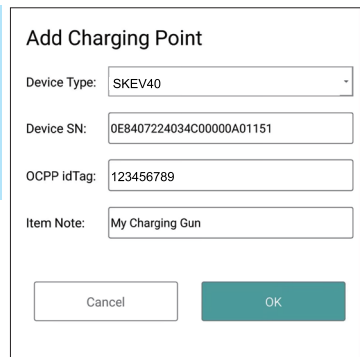 Add Charging Point
Device Type: SKEV40
Device SN: 0E8407224034C00000A01151
OCPP idTag: 123456789
Item Note: My Charging Gun
Cancel OK